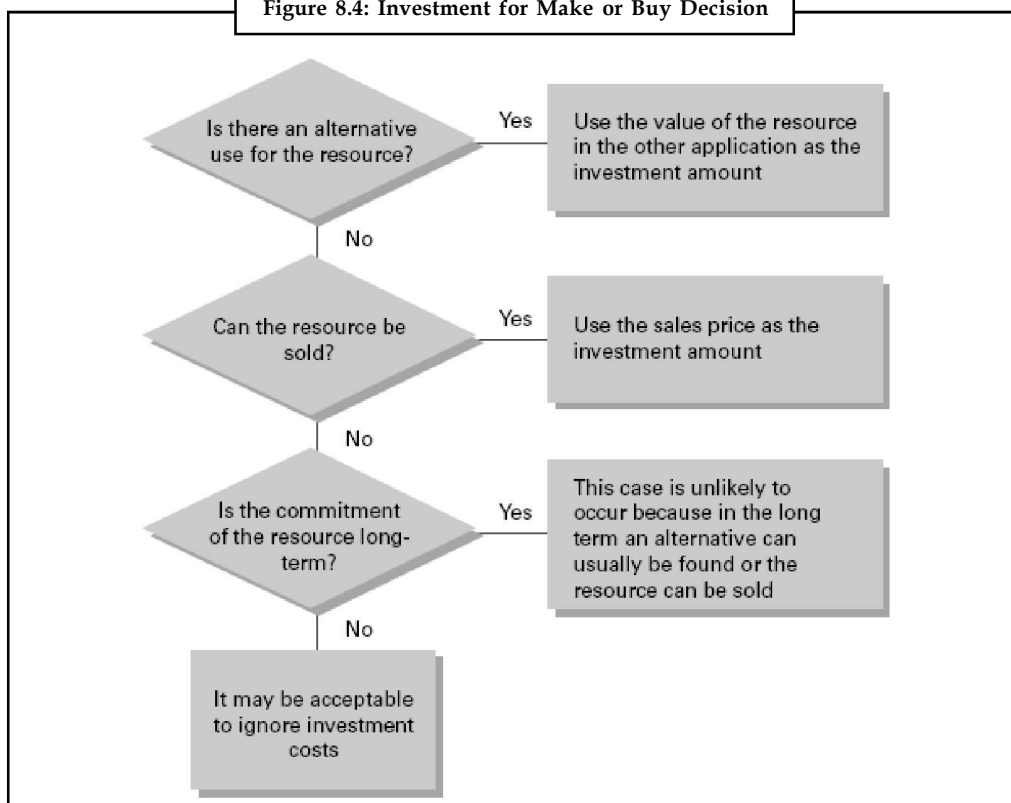 Figure 8.4: Investment for Make or Buy Decision
Is there an alternative
use for the resource?
Yes
Use the value of the resource
in the other application as the
investment amount
No
Can the resource be
sold?
Yes
Use the sales price as the
investment amount
No
Is the commitment
of the resource long-
term?
Yes
This case is unlikely to
occur because in the long
term an alternative can
usually be found or the
resource can be sold
No
It may be acceptable
to ignore investment
costs